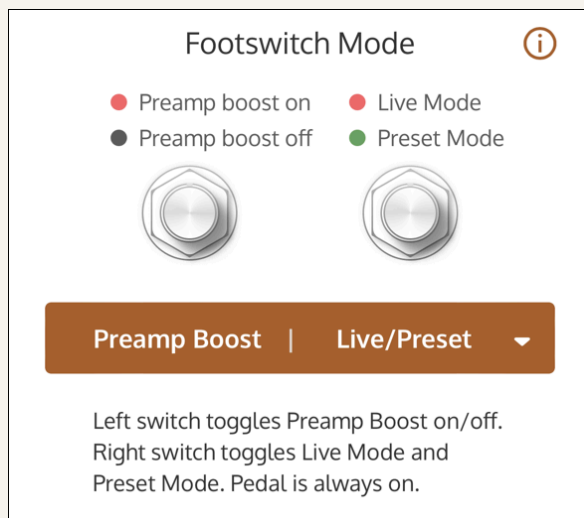 Footswitch Mode
Preamp boost on
Live Mode
Preamp boost off
Preset Mode
Preamp Boost | Live/Preset
Left switch toggles Preamp Boost on/off.
Right switch toggles Live Mode and
Preset Mode. Pedal is always on.